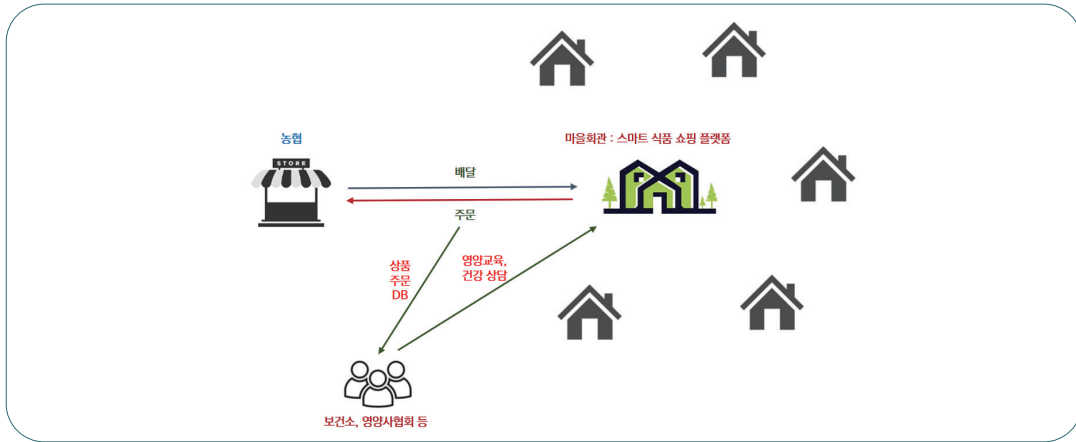 농협
마을회관 : 스마트 식품 쇼핑 플랫폼
STORE
배달
주문
상품
주문
DB
영양교육,
건강 상담
보건소, 영양사협회 등